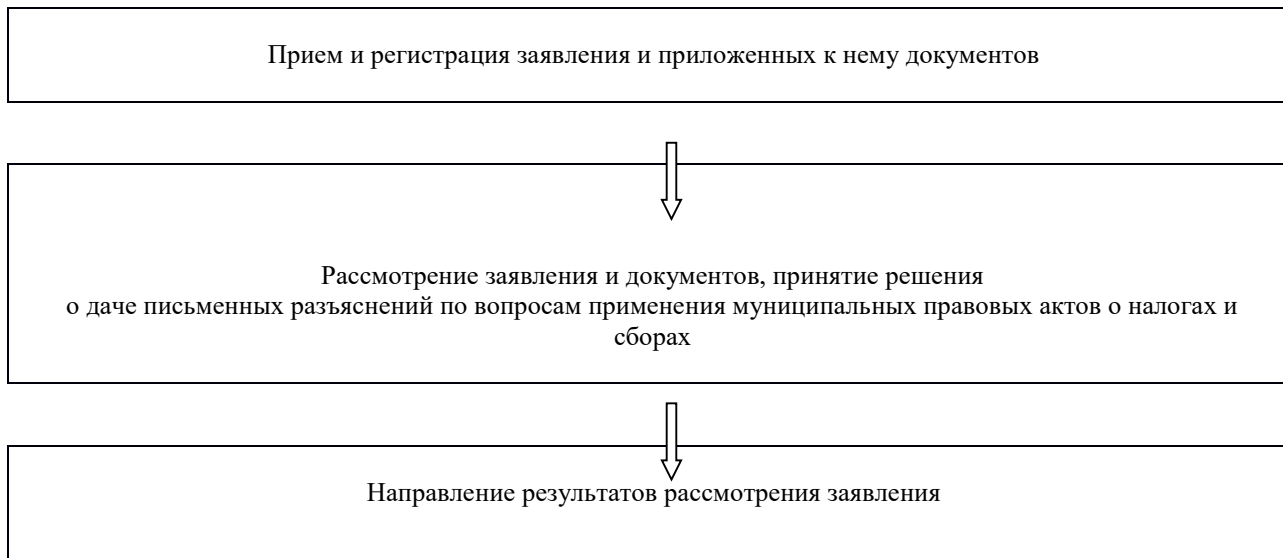 Прием и регистрация заявления и приложенных к нему документов
Рассмотрение заявления и документов, принятие решения
о даче письменных разъяснений по вопросам применения муниципальных правовых актов о налогах и
сборах
Направление результатов рассмотрения заявления